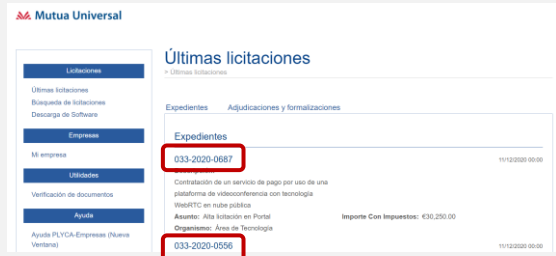 Mutua Universal
Últimas licitaciones
» Últimas licitaciones
Licitaciones
Últimas licitaciones
Búsqueda de licitaciones
Descarga de Software
Empresas
Mi empresa
Utilidades
Verificación de documentos
Ayuda
Ayuda PLYCA-Empresas (Nueva
Ventana)
Expedientes Adjudicaciones y formalizaciones
Expedientes
033-2020-0687 11/12/2020 00:00
Contratación de un servicio de pago por uso de una
plataforma de videoconferencia con tecnología
WebRTC en nube pública
Asunto: Alta licitación en Portal Importe Con Impuestos: €30,250.00
Organismo: Área de Tecnología
033-2020-0556 11/12/2020 00:00